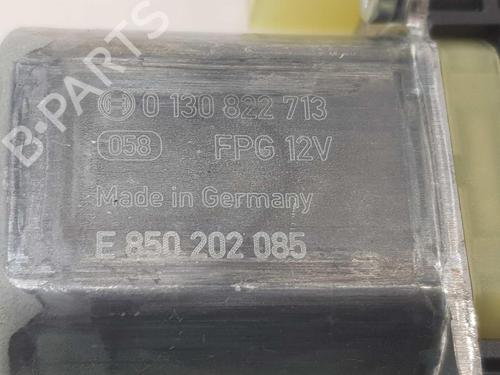 B-PARTS
0 130 822 713
058 FPG 12V
Made in Germany
E 850 202 085